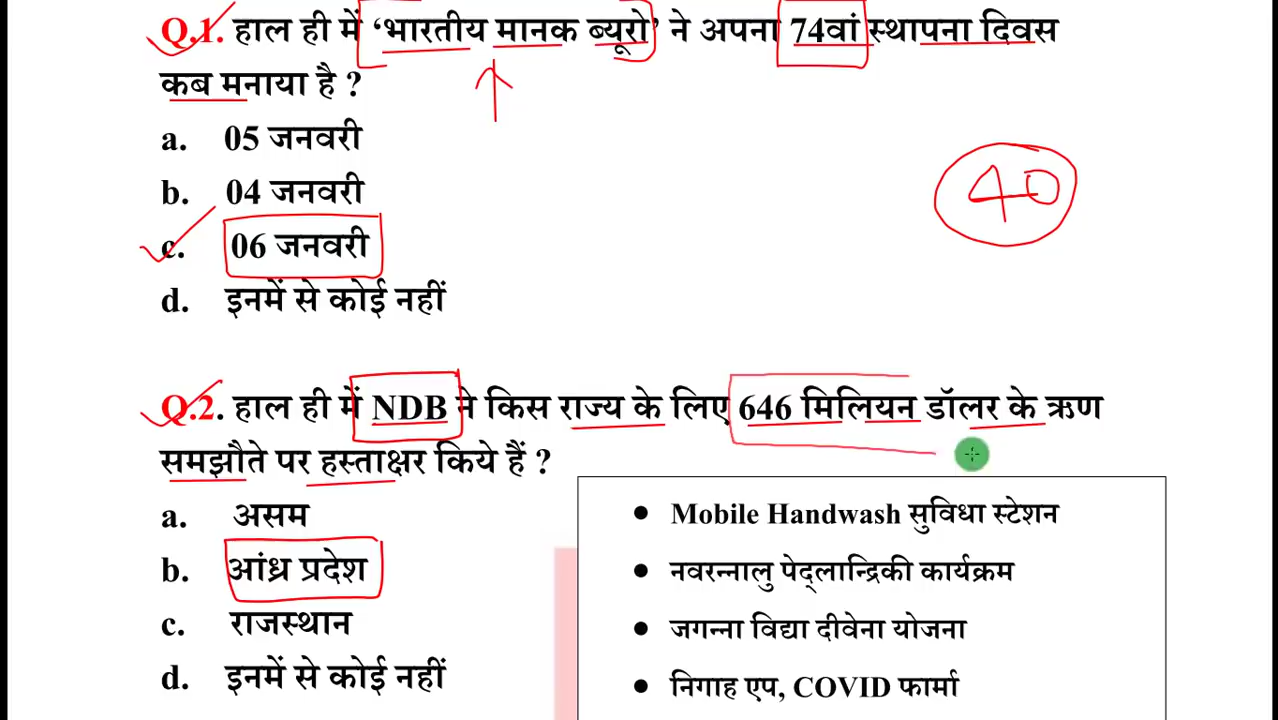 Q.1. हाल ही में ‘भारतीय मानक ब्यूरो’ ने अपना 74वां स्थापना दिवस
कब मनाया है ?
a. 05 जनवरी
b. 04 जनवरी
c. 06 जनवरी
d. इनमें से कोई नहीं
40
Q.2. हाल ही में NDB ने किस राज्य के लिए 646 मिलियन डॉलर के ऋण
समझौते पर हस्ताक्षर किये हैं ?
a. असम
b. आंध्र प्रदेश
c. राजस्थान
d. इनमें से कोई नहीं
● Mobile Handwash सुविधा स्टेशन
● नवरन्नालु पेद्लान्द्रिकी कार्यक्रम
● जगन्ना विद्या दीवेना योजना
● निगाह एप, COVID फार्मा